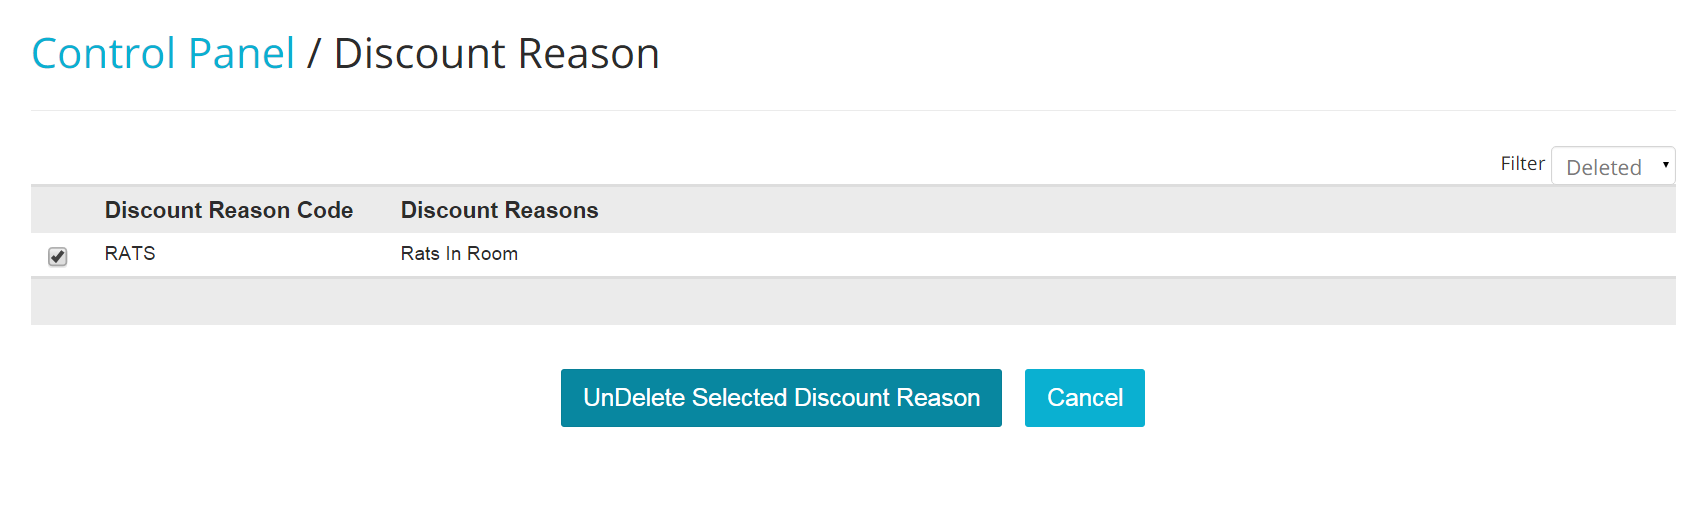 Control Panel / Discount Reason
Filter Deleted
Discount Reason Code Discount Reasons
RATS Rats In Room
UnDelete Selected Discount Reason Cancel